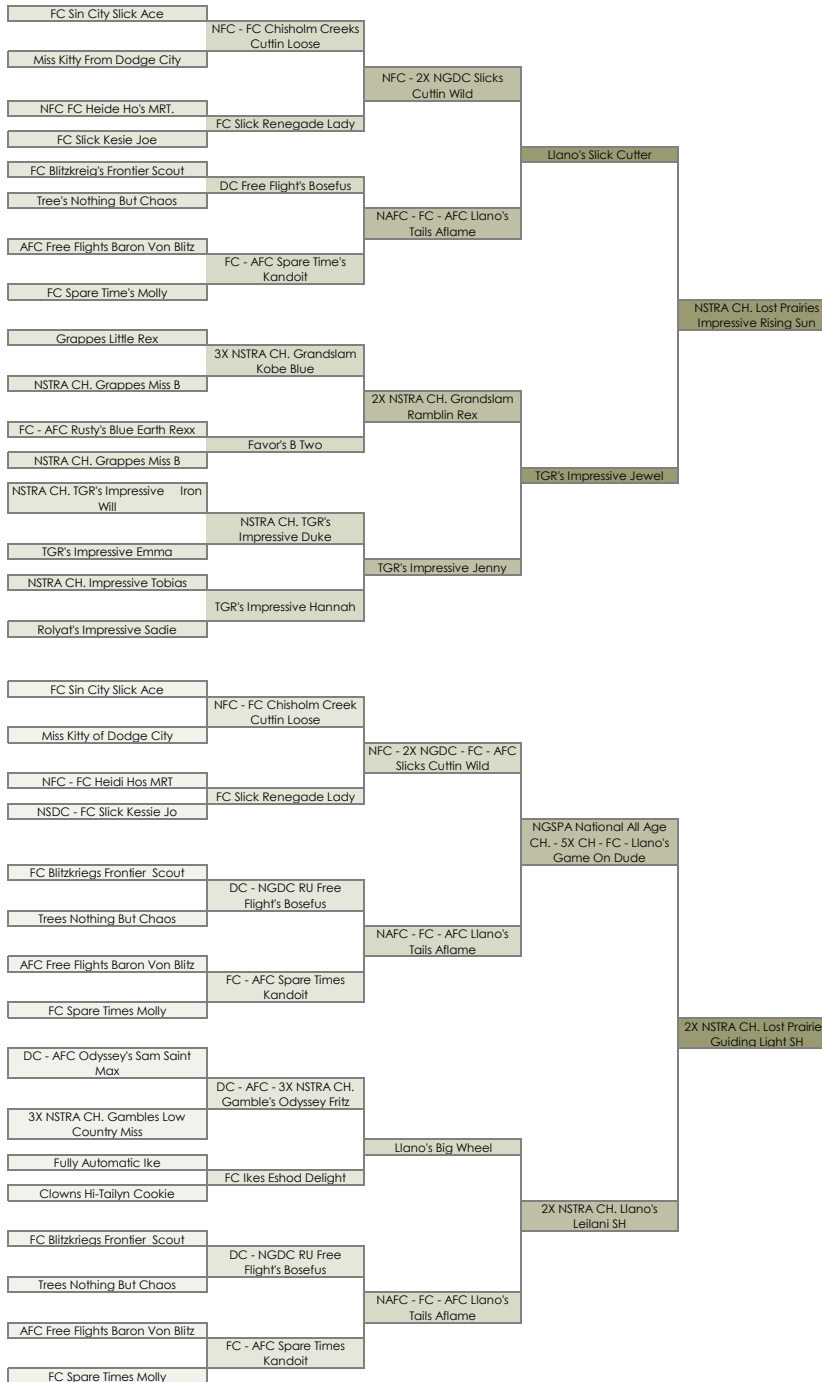 FC Sin City Slick Ace
NFC - FC Chisholm Creeks
Cuttin Loose
Miss Kitty From Dodge City
NFC - 2X NGDC Slicks
Cuttin Wild
NFC FC Heide Ho's MRT.
FC Slick Renegade Lady
FC Slick Kesie Joe
Llano's Slick Cutter
FC Blitzkreig's Frontier Scout
DC Free Flight's Bosefus
Tree's Nothing But Chaos
NAFC - FC - AFC Llano's
Tails Aflame
AFC Free Flights Baron Von Blitz
FC - AFC Spare Time's
Kandoit
FC Spare Time's Molly
NSTRA CH. Lost Prairies
Impressive Rising Sun
Grappes Little Rex
3X NSTRA CH. Grandslam
Kobe Blue
NSTRA CH. Grappes Miss B
2X NSTRA CH. Grandslam
Ramblin Rex
FC - AFC Rusty's Blue Earth Rexx
Favor's B Two
NSTRA CH. Grappes Miss B
TGR's Impressive Jewel
NSTRA CH. TGR's Impressive Iron
Will
NSTRA CH. TGR's
Impressive Duke
TGR's Impressive Emma
TGR's Impressive Jenny
NSTRA CH. Impressive Tobias
TGR's Impressive Hannah
Rolyat's Impressive Sadie
FC Sin City Slick Ace
NFC - FC Chisholm Creek
Cuttin Loose
Miss Kitty of Dodge City
NFC - 2X NGDC - FC - AFC
Slicks Cuttin Wild
NFC - FC Heidi Hos MRT
FC Slick Renegade Lady
NSDC - FC Slick Kessie Jo
NGSPA National All Age
CH. - 5X CH - FC - Llano's
Game On Dude
FC Blitzkriegs Frontier Scout
DC - NGDC RU Free
Flight's Bosefus
Trees Nothing But Chaos
NAFC - FC - AFC Llano's
Tails Aflame
AFC Free Flights Baron Von Blitz
FC - AFC Spare Times
Kandoit
FC Spare Times Molly
2X NSTRA CH. Lost Prairie
Guiding Light SH
DC - AFC Odyssey's Sam Saint
Max
DC - AFC - 3X NSTRA CH.
Gamble's Odyssey Fritz
3X NSTRA CH. Gambles Low
Country Miss
Llano's Big Wheel
Fully Automatic Ike
FC Ikes Eshod Delight
Clowns Hi-Tailyn Cookie
2X NSTRA CH. Llano's
Leilani SH
FC Blitzkriegs Frontier Scout
DC - NGDC RU Free
Flight's Bosefus
Trees Nothing But Chaos
NAFC - FC - AFC Llano's
Tails Aflame
AFC Free Flights Baron Von Blitz
FC - AFC Spare Times
Kandoit
FC Spare Times Molly